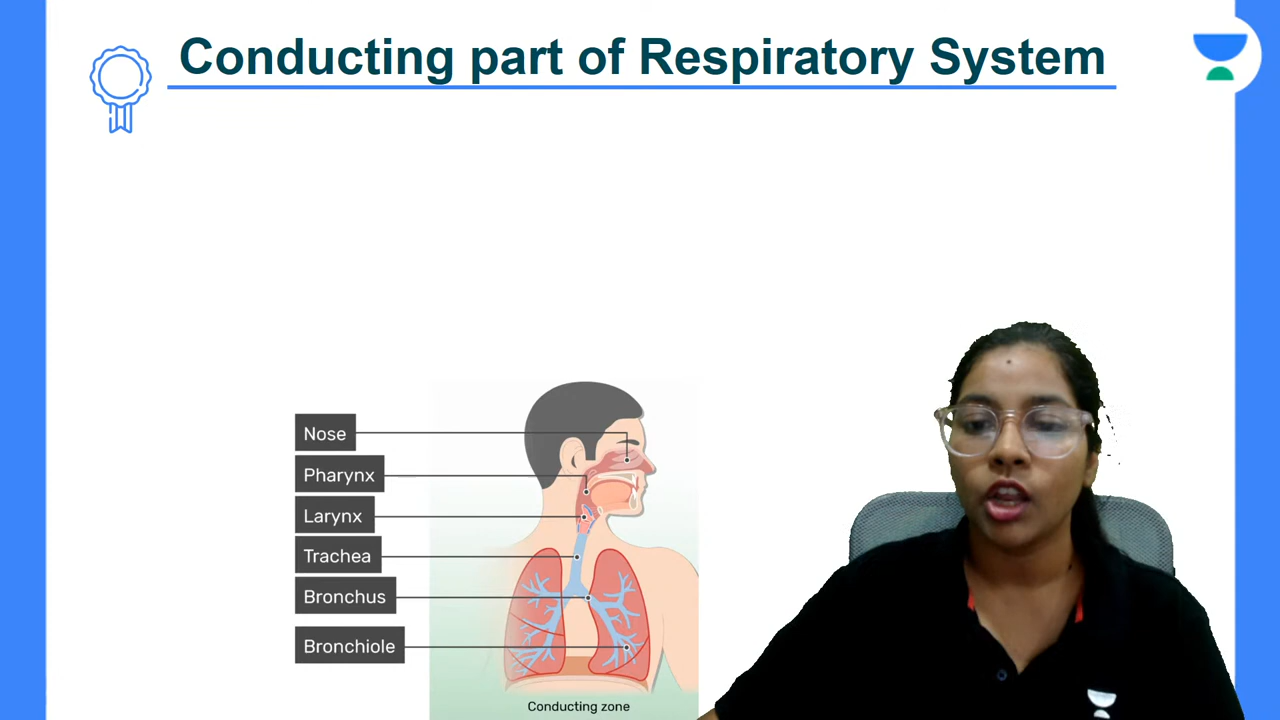 Conducting part of Respiratory System
Nose
Pharynx
Larynx
Trachea
Bronchus
Bronchiole
Conducting zone